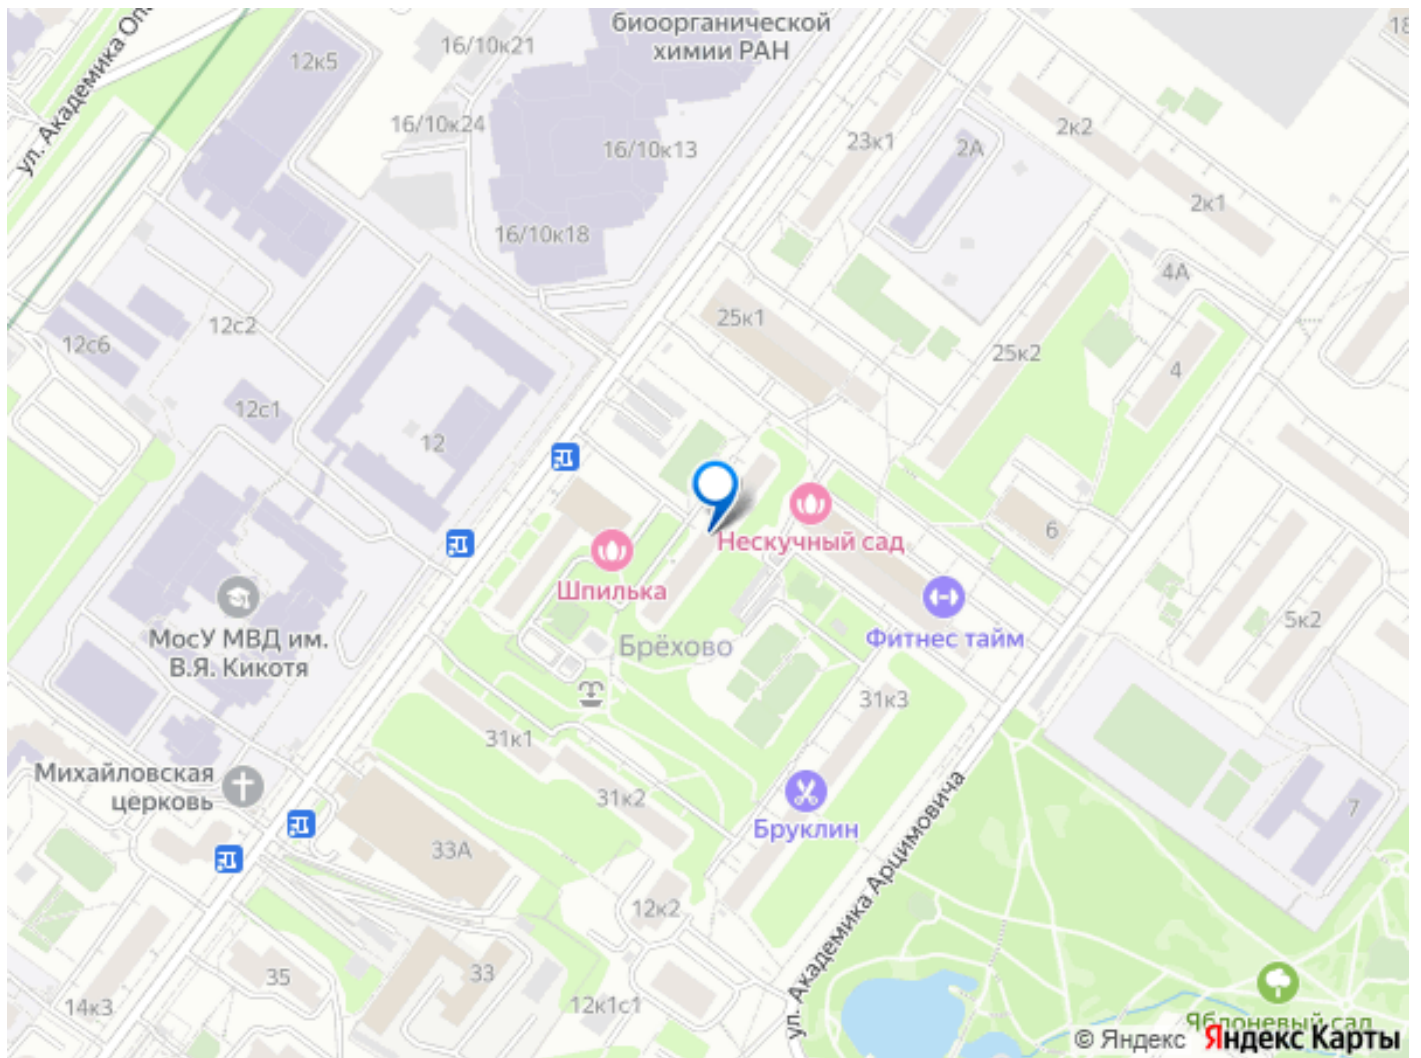 биоорганической
химии РАН
18
16/10к21
12к5
ул. Академика Опа
16/10к24
16/10к13
23к1
2к2
2А
2к1
16/10к18
4А
25к1
12с2
12с6
25к2
4
12с1
12
6
Нескучный сад
Шпилька
МосУ МВД им.
В.Я. Кикотя
Фитнес тайм
5к2
Брёхово
31к3
31к1
Михайловская
церковь
31к2
7
Бруклин
33А
ул. Академика Арцимовича
12к2
35
33
14к3
12к1с1
Яблоневый сад
© Яндекс Яндекс Карты